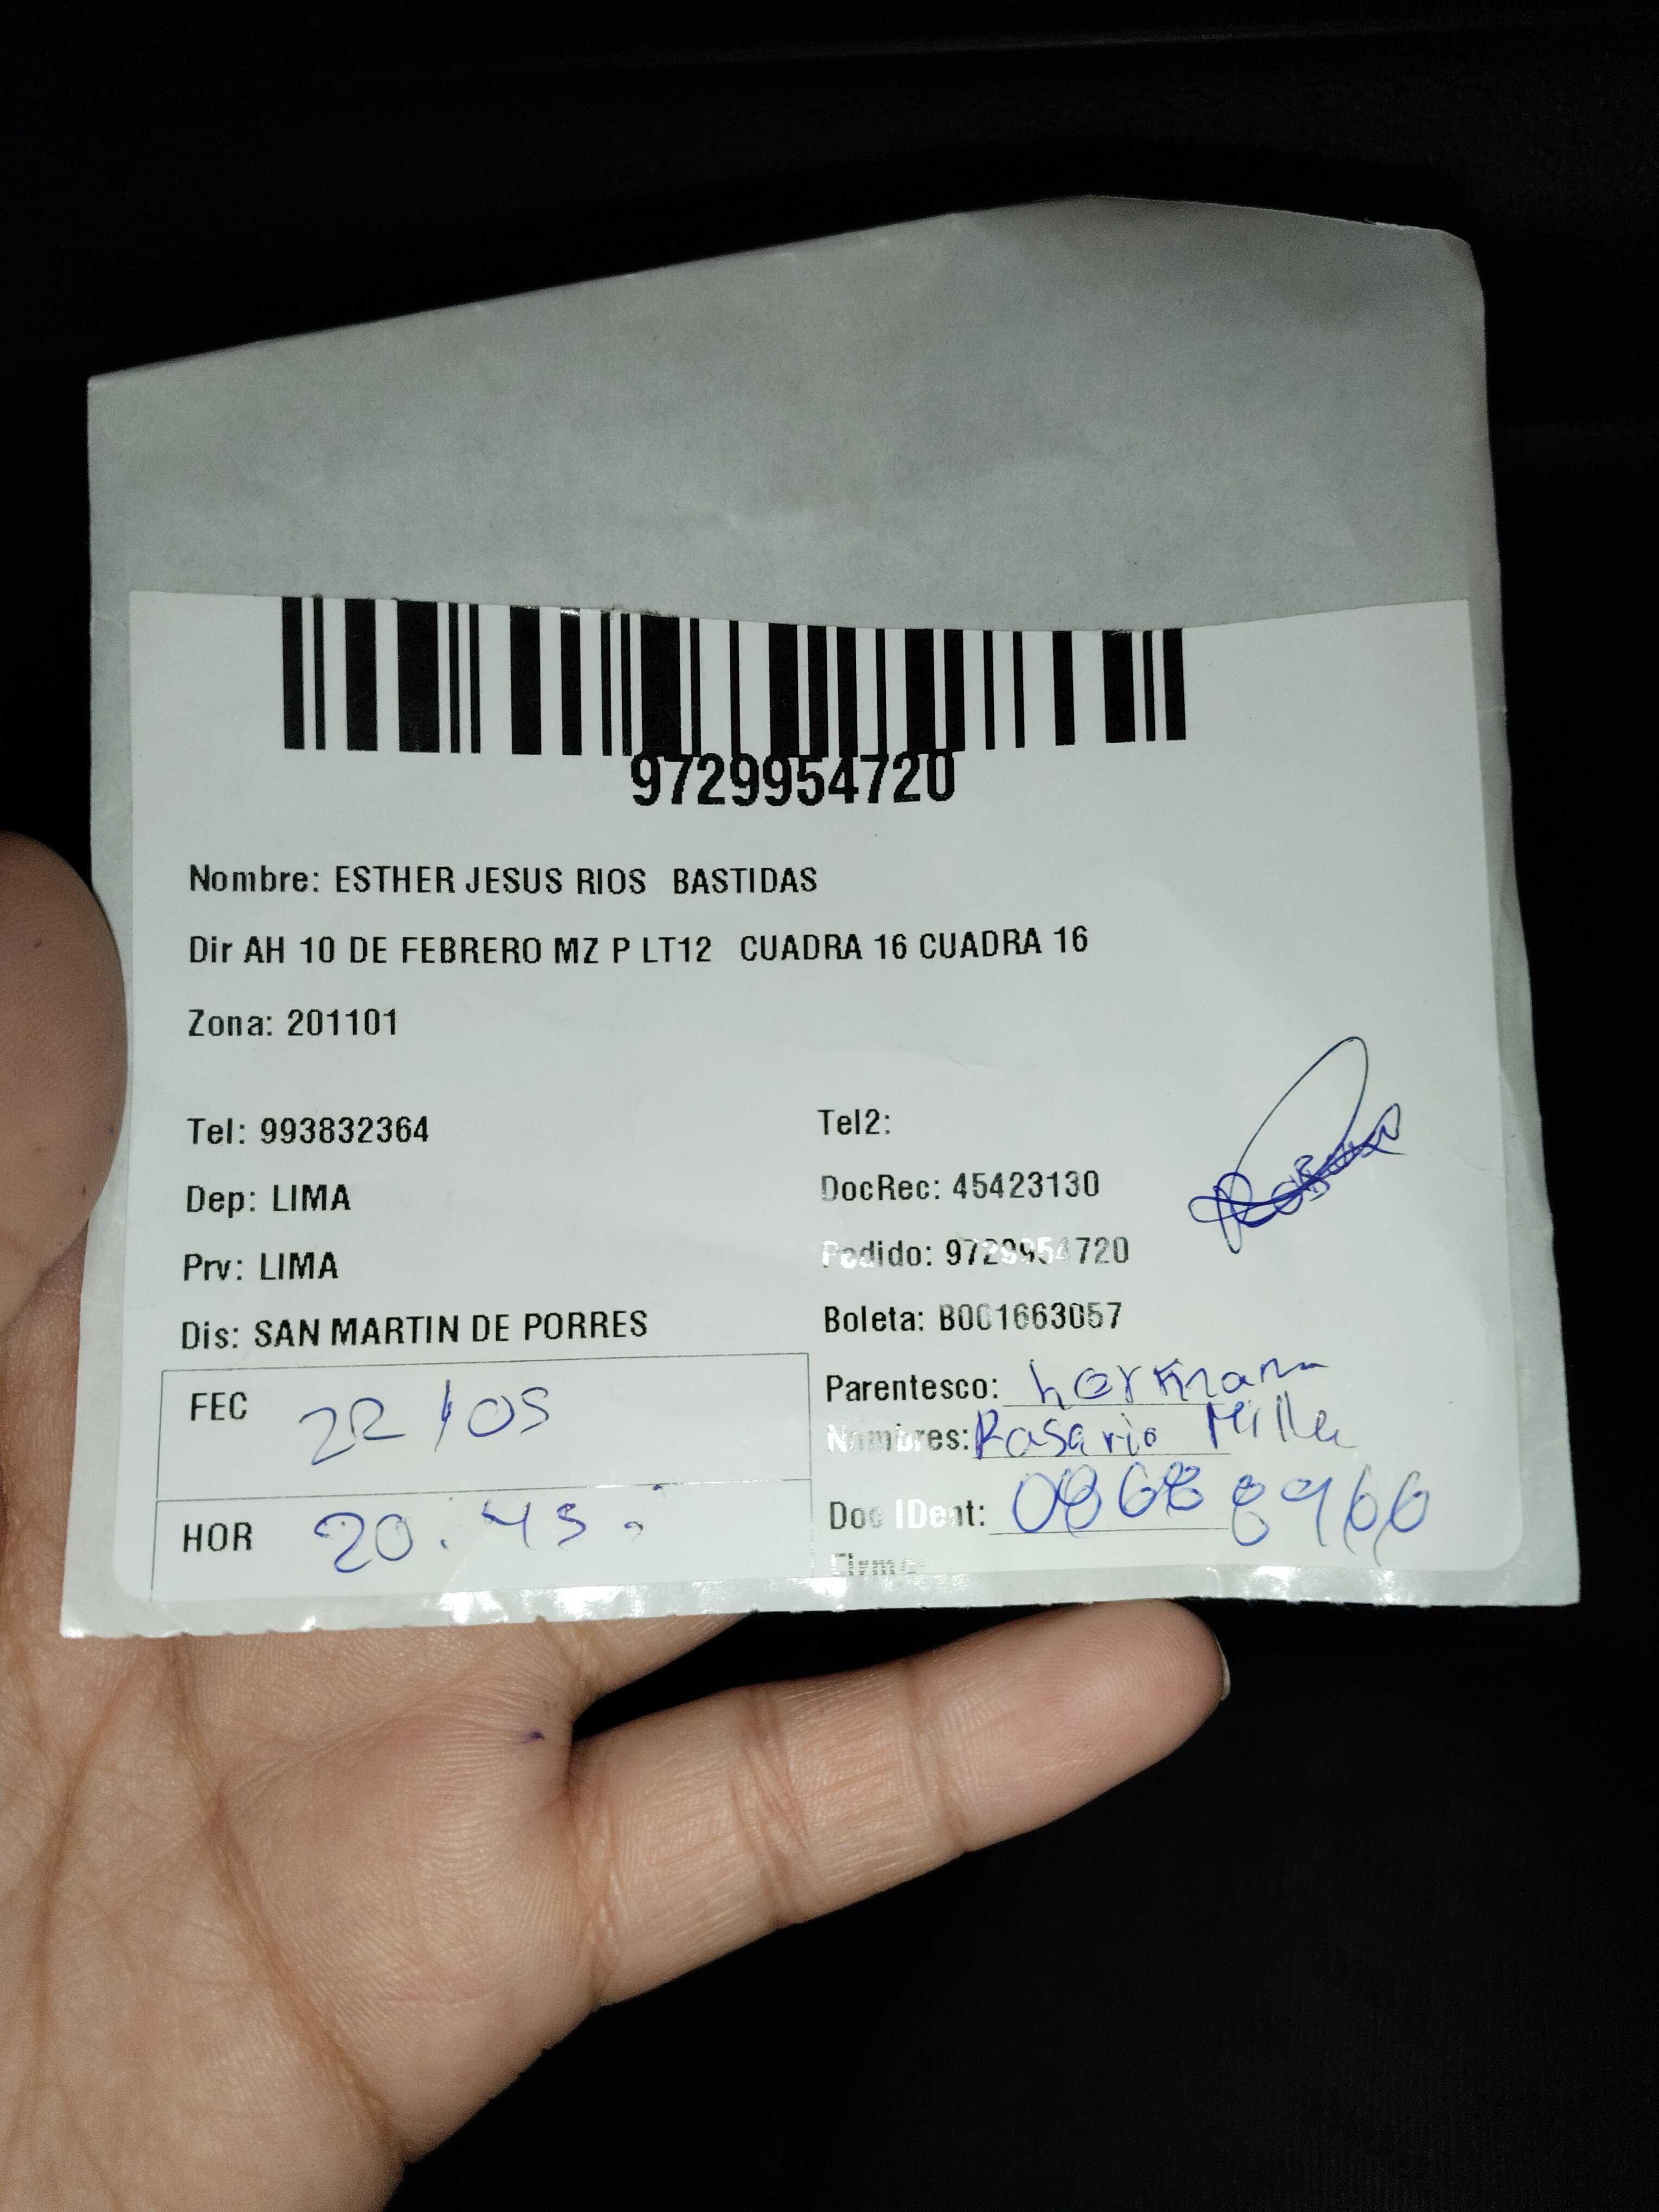 9729954720
Nombre: ESTHER JESUS RIOS BASTIDAS
Dir AH 10 DE FEBRERO MZ P LT12 CUADRA 16 CUADRA 16
Zona: 201101
Tel: 993832364
Tel2:
Dep: LIMA
DocRec: 45423130
Prv: LIMA
Pedido: 9729954720
Dis: SAN MARTIN DE PORRES
Boleta: B001663057
FEC 22/05
Parentesco: hermana
Nombres: Rosario
HOR 20.45
Doc IDent:
Firma: